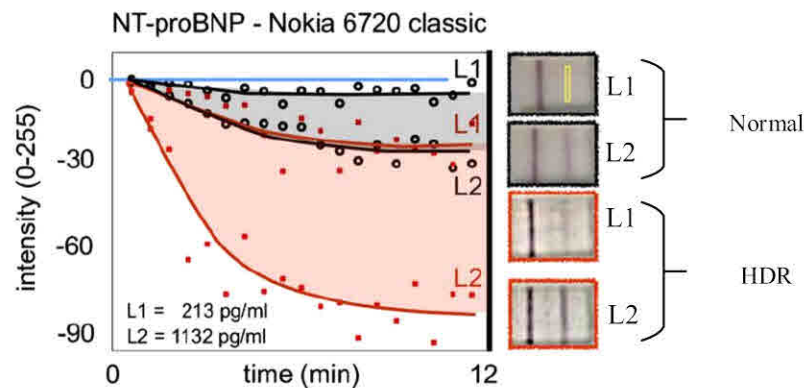 NT-proBNP - Nokia 6720 classic
intensity (0-255)
0
-30
-60
-90
L1
L1
L2
L2
L1 = 213 pg/ml
L2 = 1132 pg/ml
0
time (min)
12
L1
L2
Normal
L1
L2
HDR